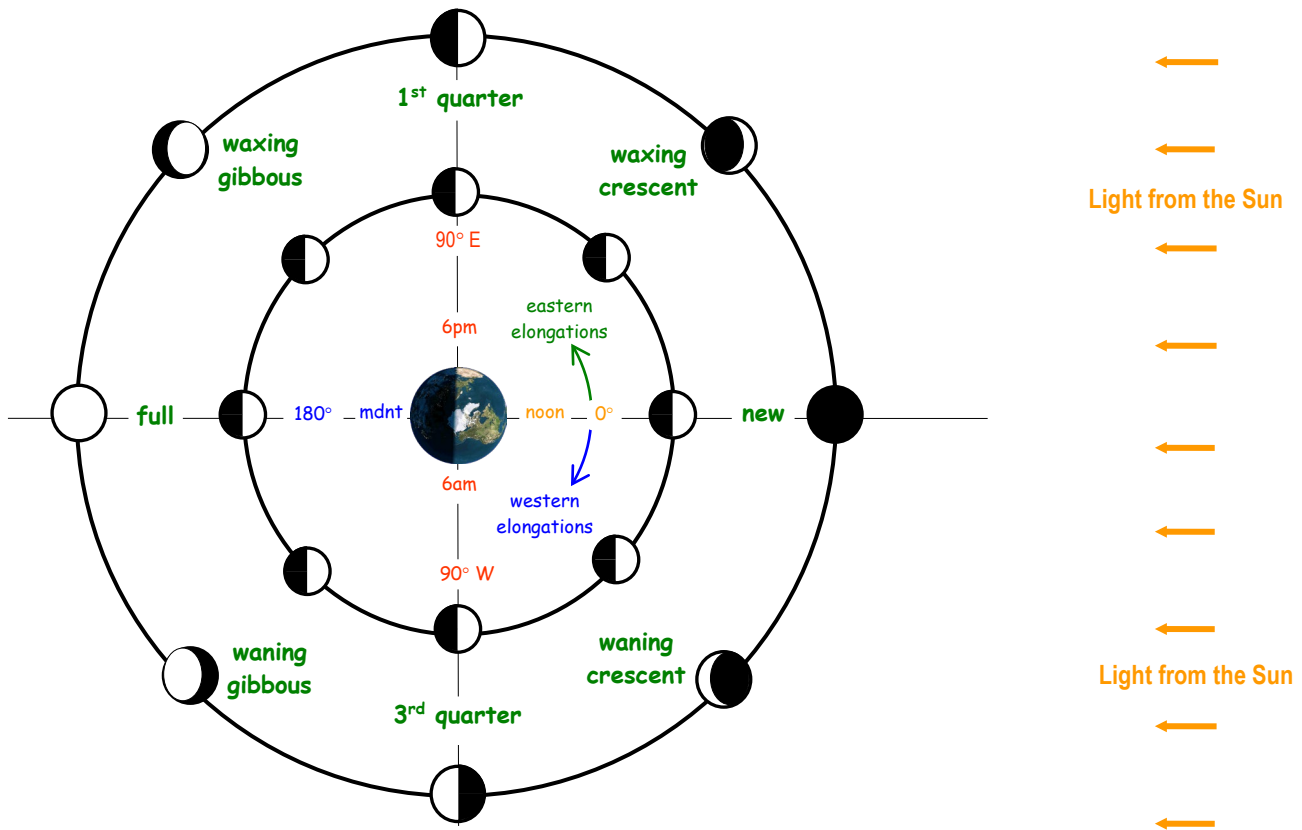 1st quarter
waxing
gibbous
waxing
crescent
Light from the Sun
90° E
eastern
elongations
6pm
full
180°
mdnt
noon
0°
new
6am
western
elongations
90° W
waning
gibbous
waning
crescent
Light from the Sun
3rd quarter